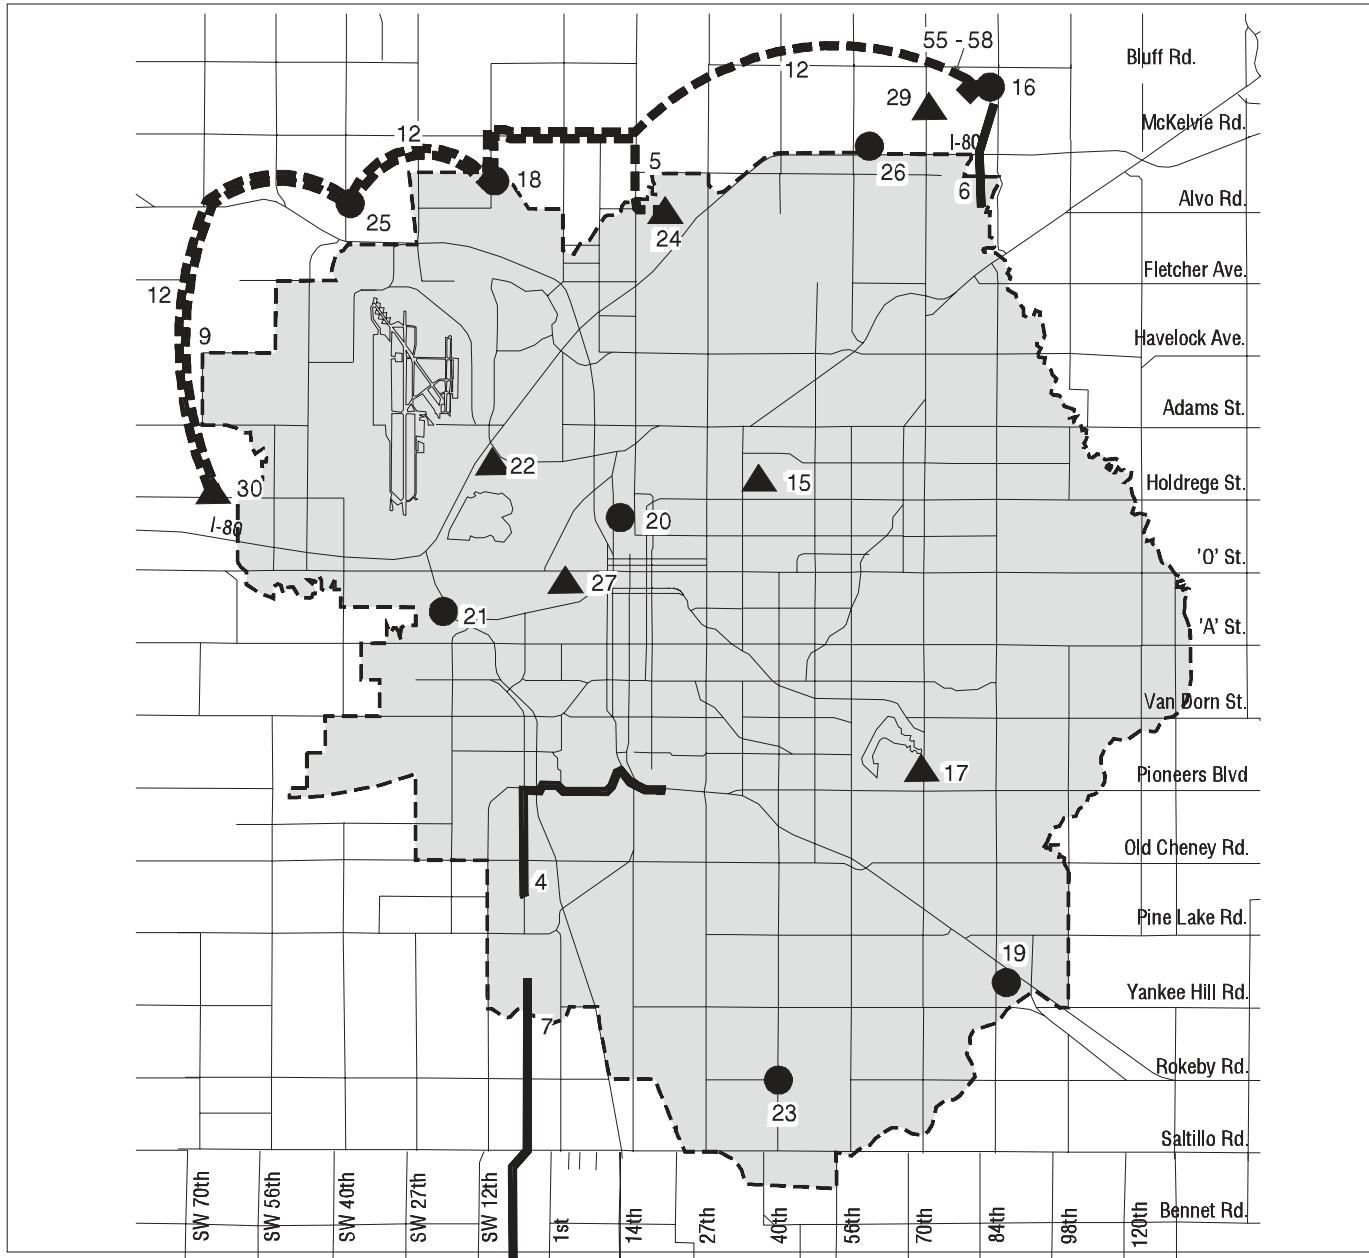 55 - 58
Bluff Rd.
12
16
29
McKelvie Rd.
12
I-80
5
26
18
6
Alvo Rd.
25
24
Fletcher Ave.
12
9
Havelock Ave.
Adams St.
22
30
15
Holdrege St.
I-80
20
'O' St.
27
21
'A' St.
Van Dorn St.
17
Pioneers Blvd
Old Cheney Rd.
4
Pine Lake Rd.
19
Yankee Hill Rd.
7
Rokeby Rd.
23
Saltillo Rd.
SW 70th
SW 56th
SW 40th
SW 27th
SW 12th
1st
14th
27th
40th
56th
70th
84th
98th
120th
Bennet Rd.